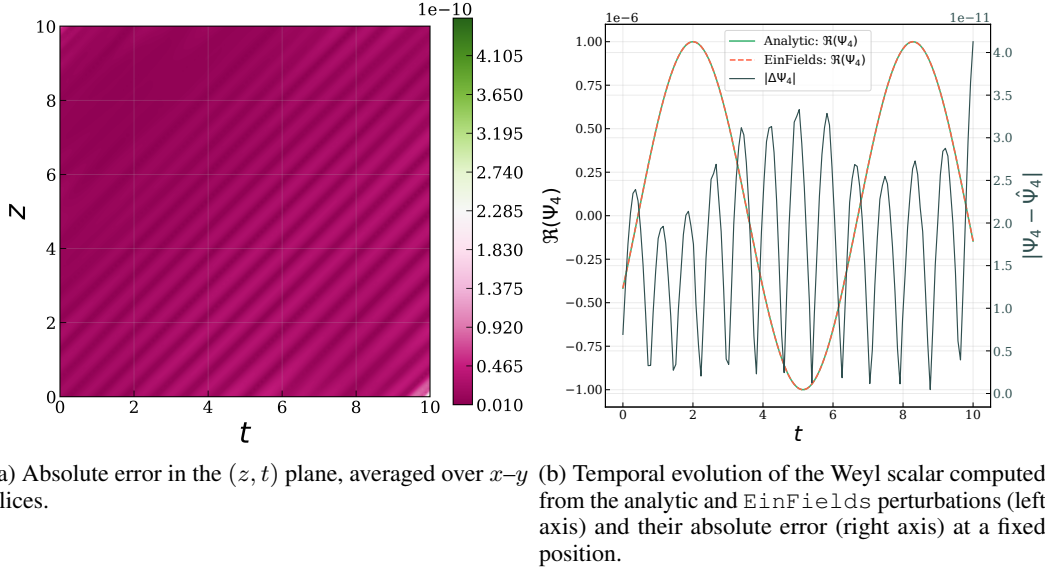 1e−10
10
8
6
4
2
0
z
0
2
4
6
8
10
t
4.105
3.650
3.195
2.740
2.285
1.830
1.375
0.920
0.465
0.010
1e−6
1e−11
1.00
0.75
0.50
0.25
0.00
−0.25
−0.50
−0.75
−1.00
ℜ(Ψ₄)
Analytic: ℜ(Ψ₄)
EinFields: ℜ(Ψ₄)
|ΔΨ₄|
4.0
3.5
3.0
2.5
2.0
1.5
1.0
0.5
0.0
|Ψ₄ − Ψ̂₄|
0
2
4
6
8
10
t
a) Absolute error in the (z, t) plane, averaged over x–y
lices.
(b) Temporal evolution of the Weyl scalar computed
from the analytic and EinFields perturbations (left
axis) and their absolute error (right axis) at a fixed
position.